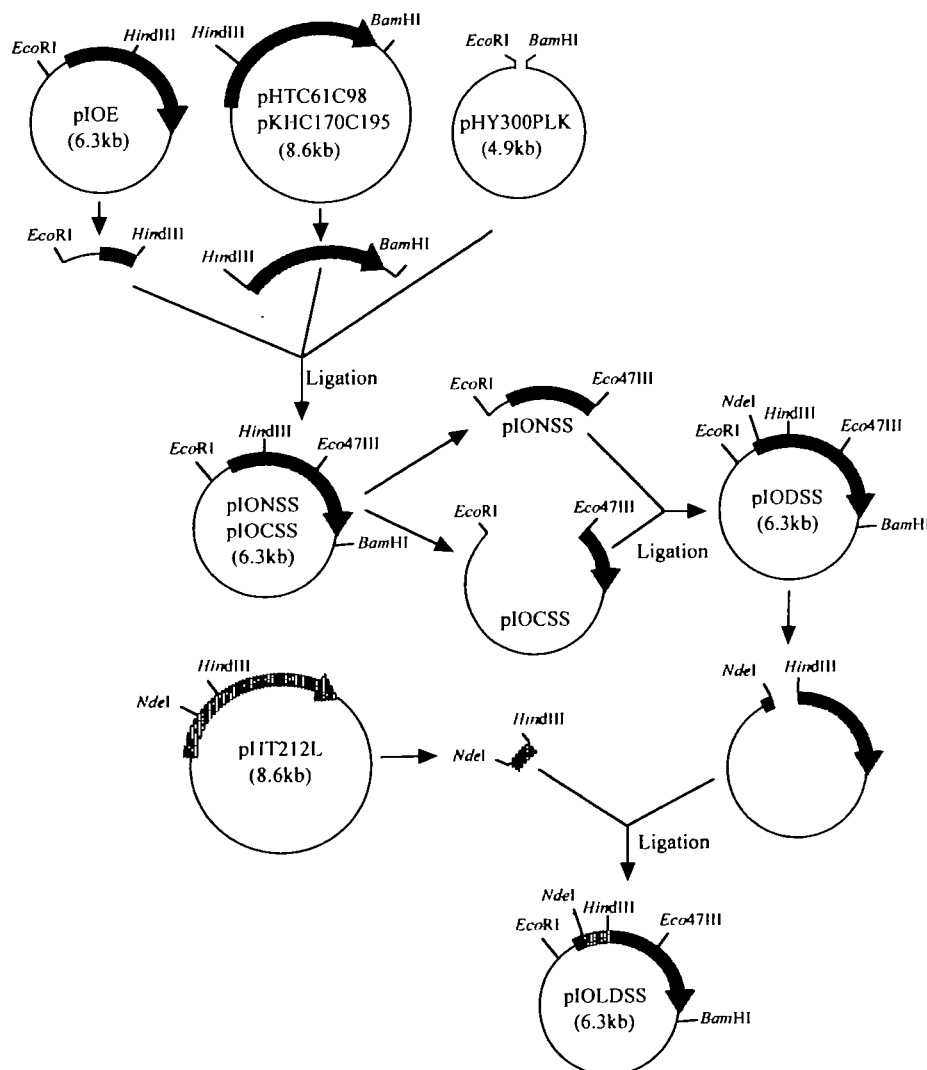 EcoRI
HindIII
pIOE
(6.3kb)
HindIII
BamHI
pHTC61C98
pKHC170C195
(8.6kb)
EcoRI
BamHI
pHY300PLK
(4.9kb)
EcoRI
HindIII
HindIII
BamHI
Ligation
EcoRI
HindIII
Eco47III
pIONSS
pIOCSS
(6.3kb)
BamHI
EcoRI
Eco47III
pIONSS
EcoRI
Eco47III
pIOCSS
Ligation
EcoRI
NdeI
HindIII
Eco47III
pIODSS
(6.3kb)
BamHI
NdeI
HindIII
pHT212L
(8.6kb)
NdeI
HindIII
NdeI
HindIII
Ligation
EcoRI
NdeI
HindIII
Eco47III
pIOLDSS
(6.3kb)
BamHI